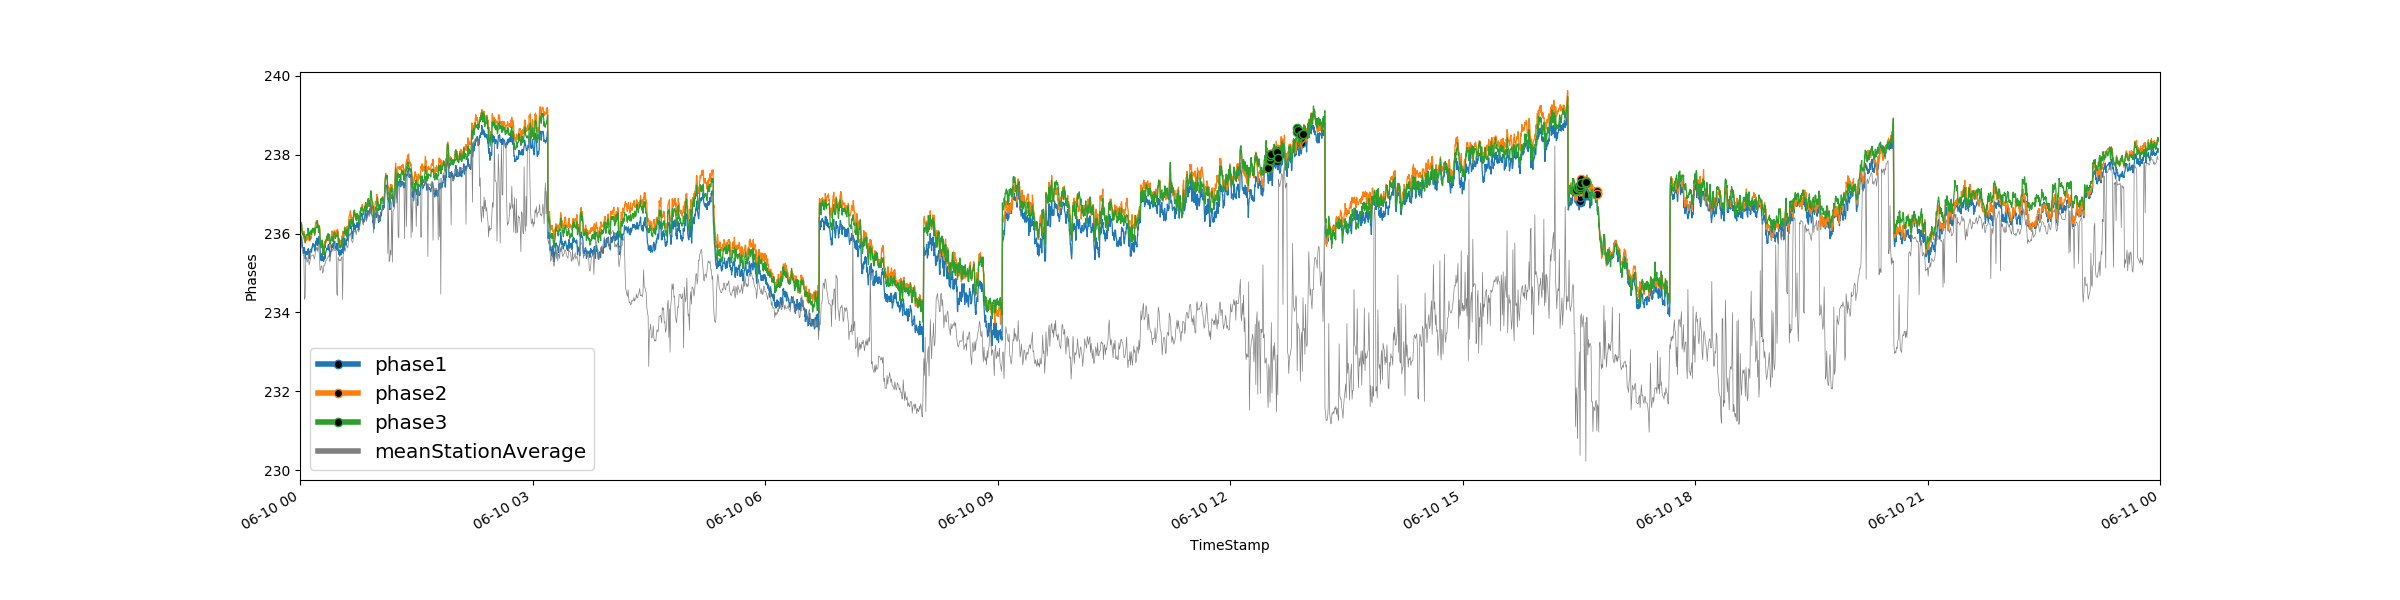 240
238
236
234
232
230
Phases
phase1
phase2
phase3
meanStationAverage
06-10 00
06-10 03
06-10 06
06-10 09
06-10 12
06-10 15
06-10 18
06-10 21
06-11 00
TimeStamp